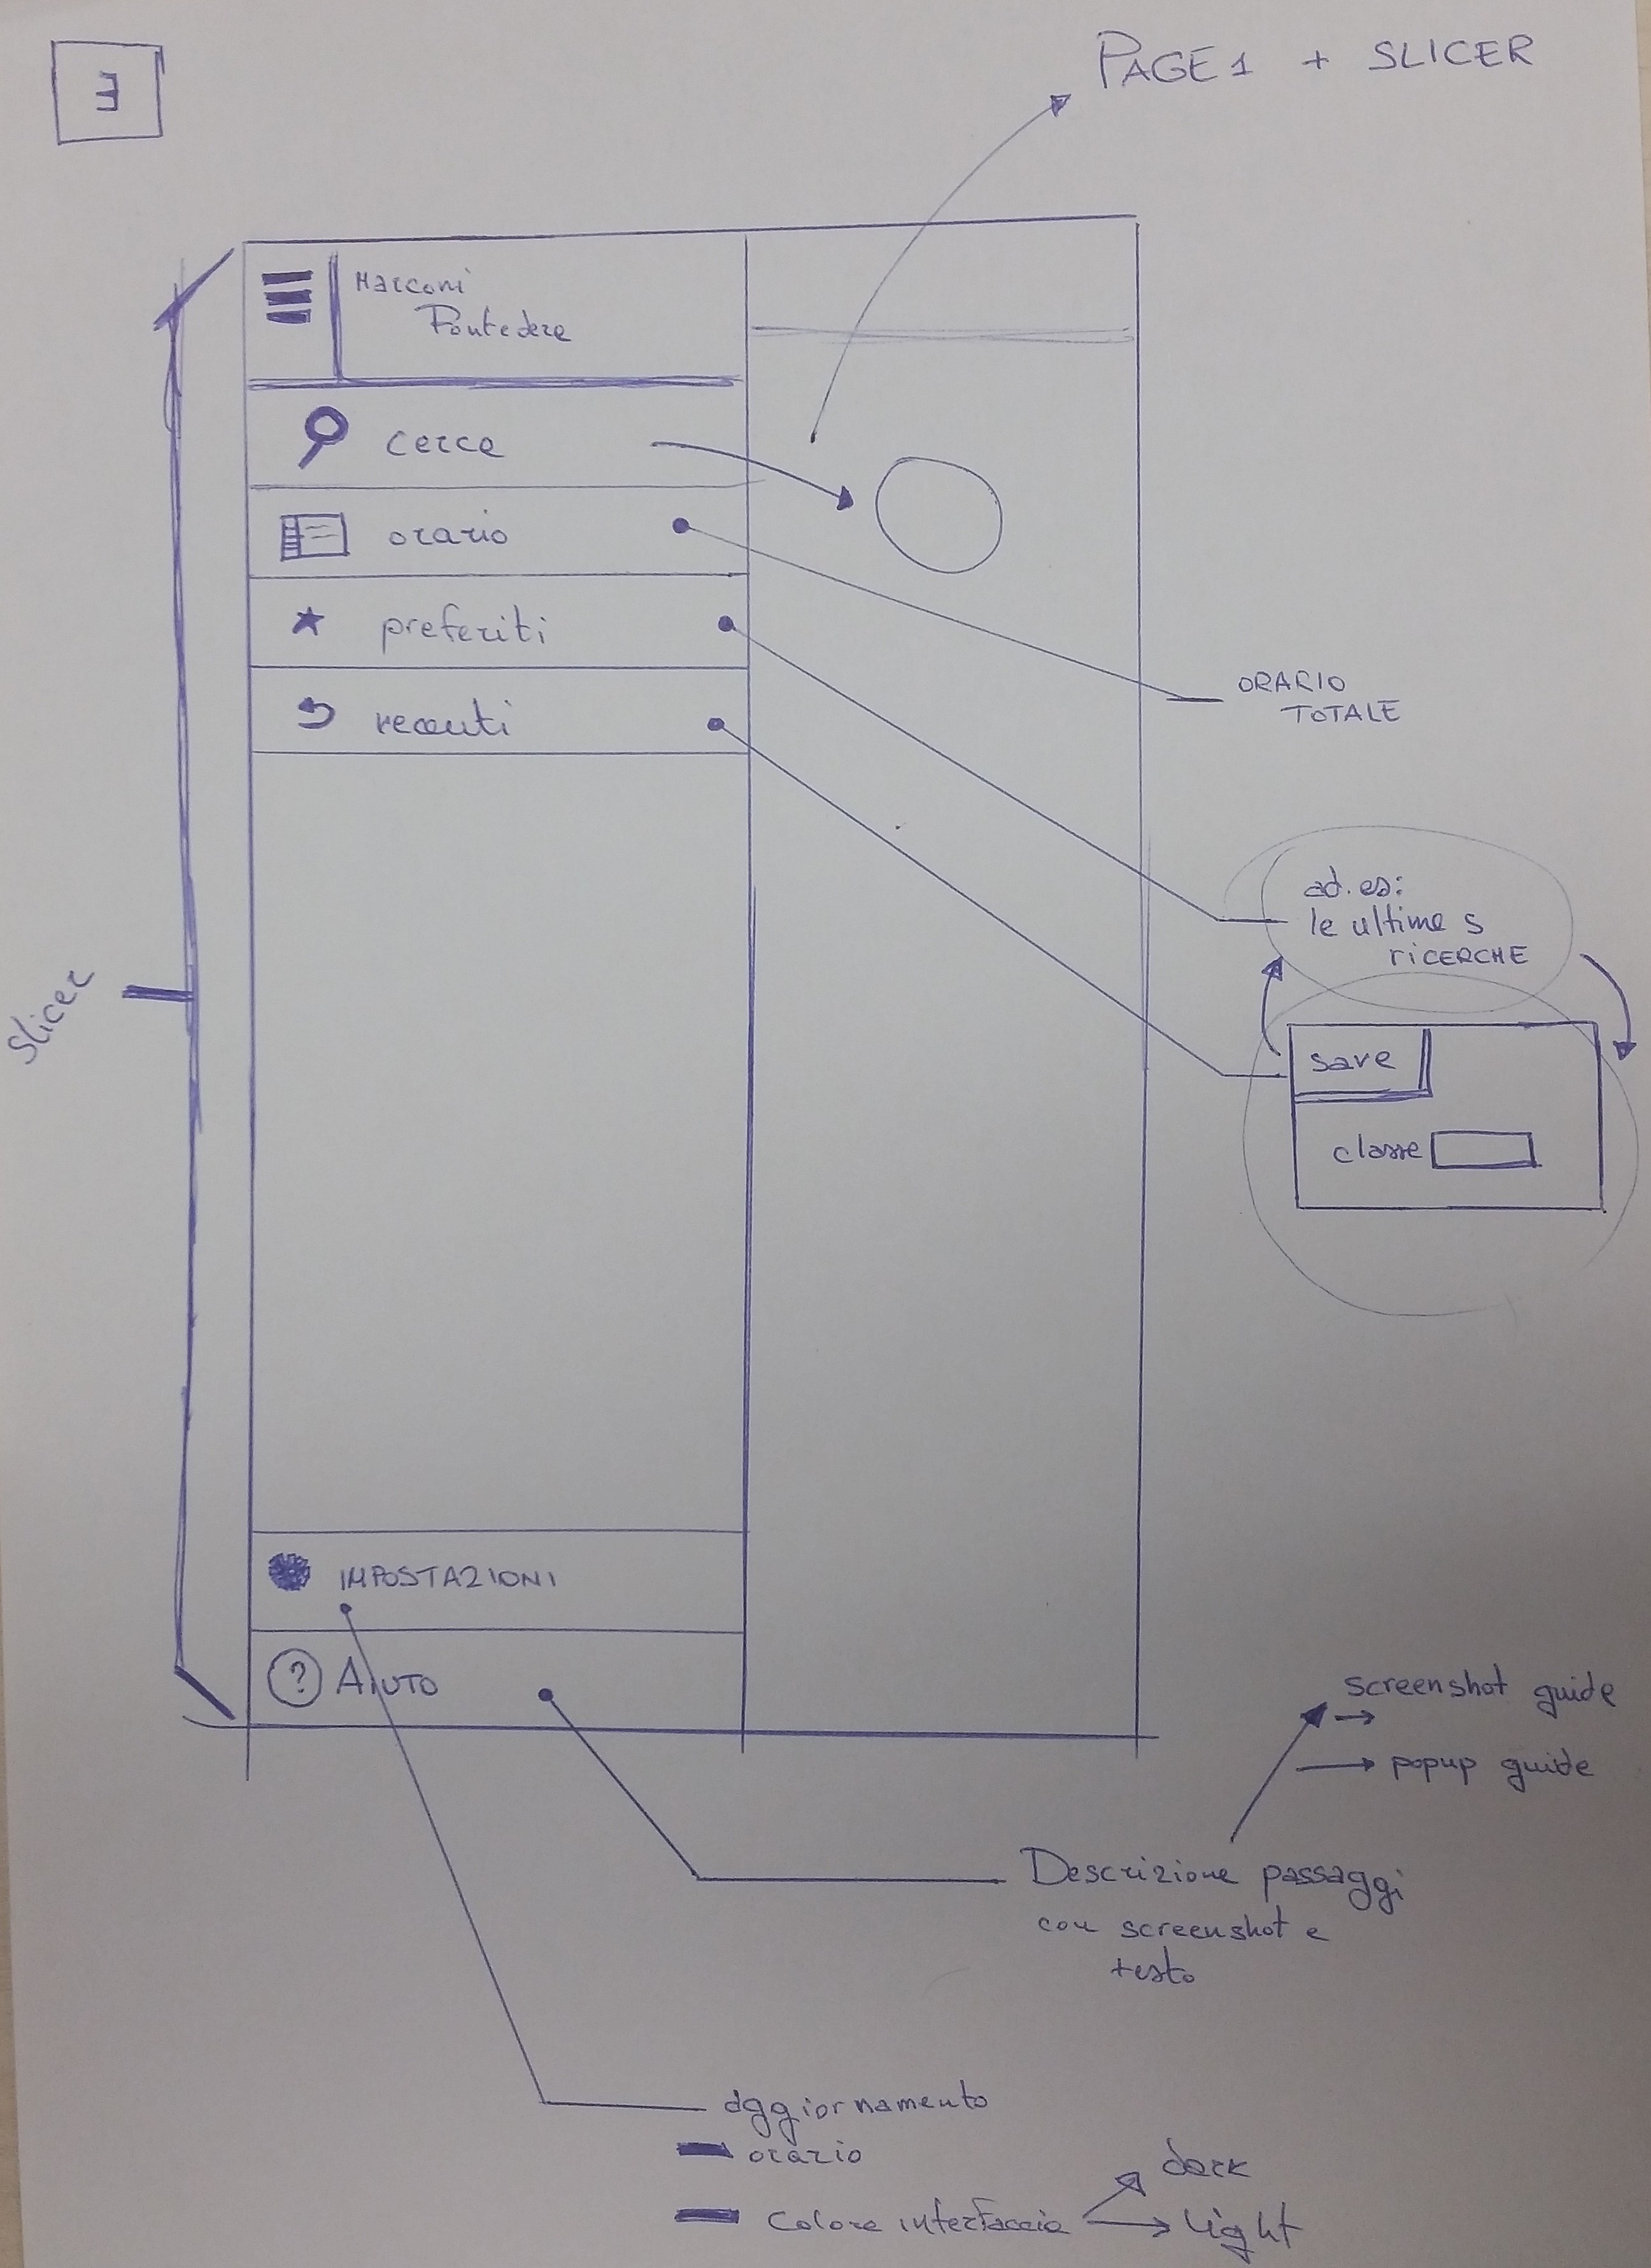 3
PAGE 1 + SLICER
Marconi
Pontedera
cerca
orario
preferiti
recenti
ORARIO
TOTALE
ad.es:
le ultime 5
RICERCHE
slicer
save
classe
IMPOSTAZIONI
? AIUTO
screenshot guide
popup guide
Descrizione passaggi
con screenshot e
testo
aggiornamento
orario
colore interfaccia
dark
light